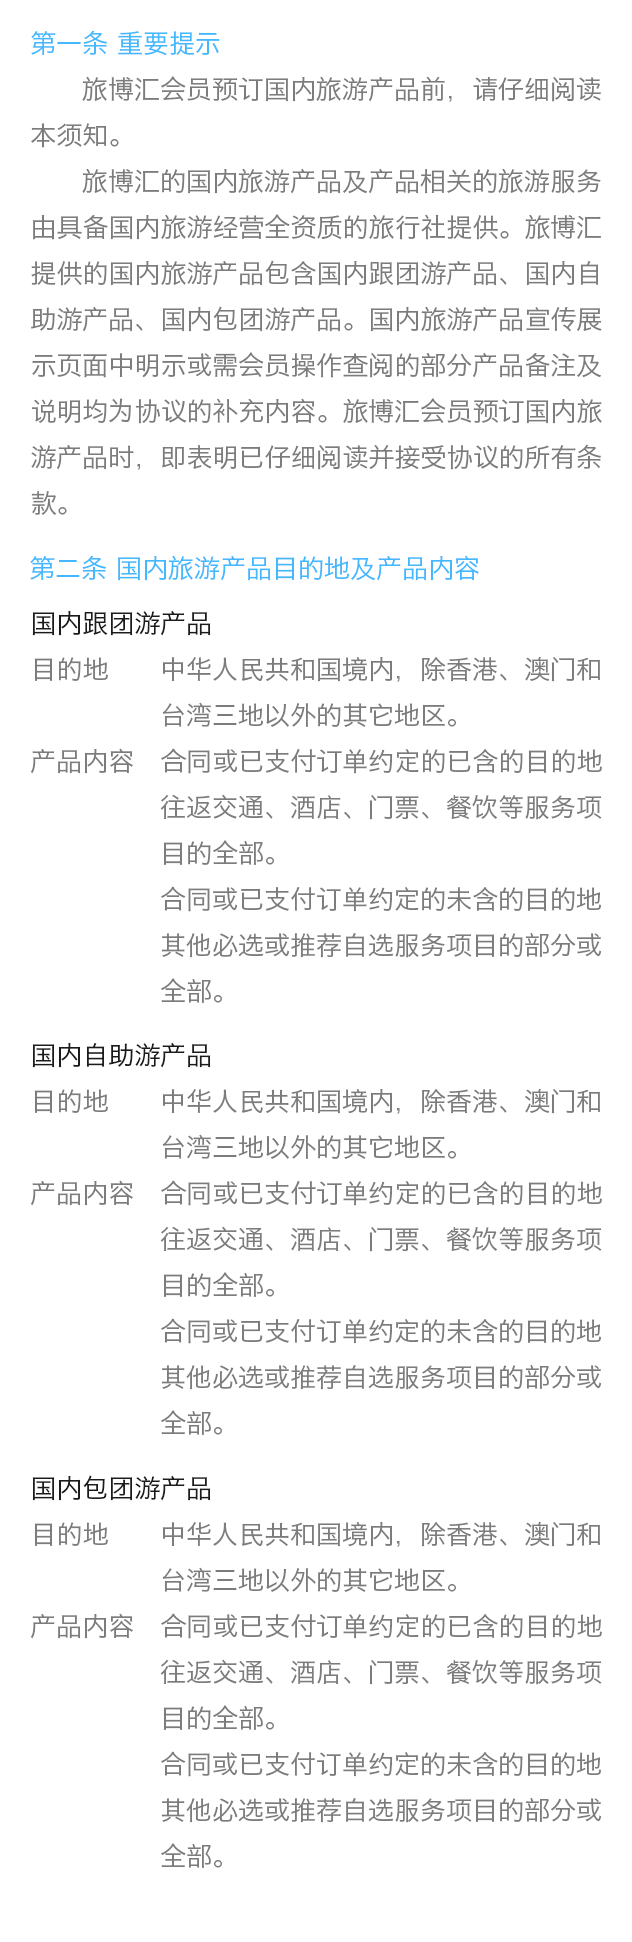 第一条 重要提示
旅博汇会员预订国内旅游产品前，请仔细阅读
本须知。
旅博汇的国内旅游产品及产品相关的旅游服务
由具备国内旅游经营全资质的旅行社提供。旅博汇
提供的国内旅游产品包含国内跟团游产品、国内自
助游产品、国内包团游产品。国内旅游产品宣传展
示页面中明示或需会员操作查阅的部分产品备注及
说明均为协议的补充内容。旅博汇会员预订国内旅
游产品时，即表明已仔细阅读并接受协议的所有条
款。
第二条 国内旅游产品目的地及产品内容
国内跟团游产品
目的地 中华人民共和国境内，除香港、澳门和
台湾三地以外的其它地区。
产品内容 合同或已支付订单约定的已含的目的地
往返交通、酒店、门票、餐饮等服务项
目的全部。
合同或已支付订单约定的未含的目的地
其他必选或推荐自选服务项目的部分或
全部。
国内自助游产品
目的地 中华人民共和国境内，除香港、澳门和
台湾三地以外的其它地区。
产品内容 合同或已支付订单约定的已含的目的地
往返交通、酒店、门票、餐饮等服务项
目的全部。
合同或已支付订单约定的未含的目的地
其他必选或推荐自选服务项目的部分或
全部。
国内包团游产品
目的地 中华人民共和国境内，除香港、澳门和
台湾三地以外的其它地区。
产品内容 合同或已支付订单约定的已含的目的地
往返交通、酒店、门票、餐饮等服务项
目的全部。
合同或已支付订单约定的未含的目的地
其他必选或推荐自选服务项目的部分或
全部。